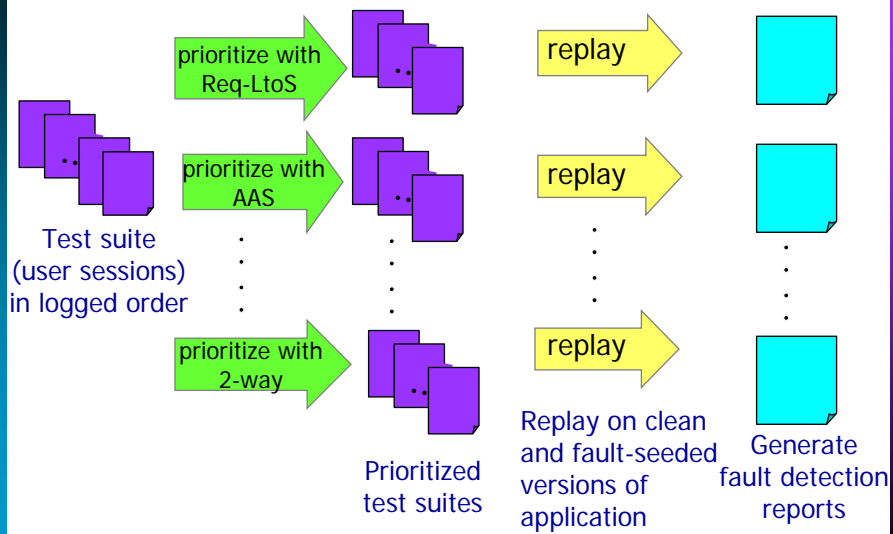 prioritize with
Req-LtoS
replay
prioritize with
AAS
replay
Test suite
(user sessions)
in logged order
prioritize with
2-way
replay
Prioritized
test suites
Replay on clean
and fault-seeded
versions of
application
Generate
fault detection
reports